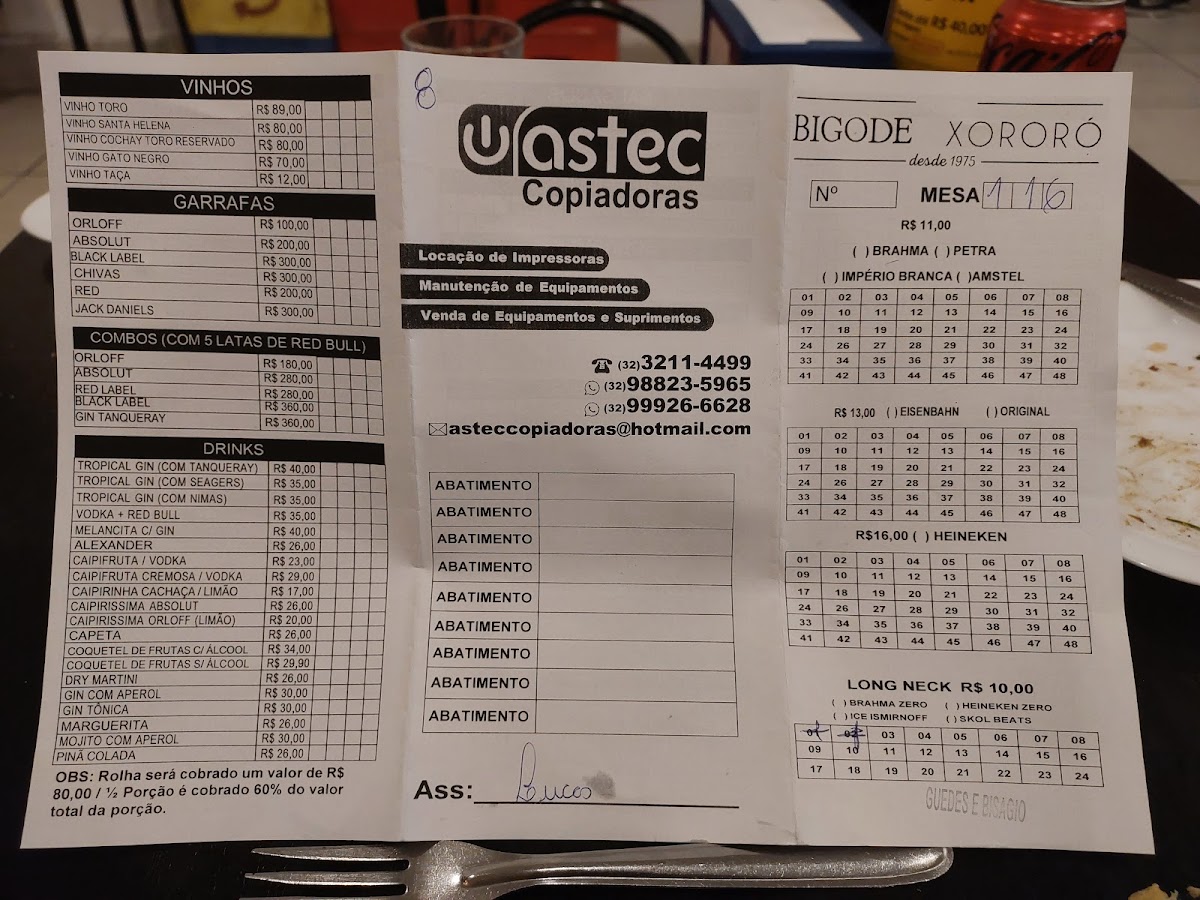 VINHOS
VINHO TORO R$ 89,00
VINHO SANTA HELENA R$ 80,00
VINHO COCHAY TORO RESERVADO R$ 80,00
VINHO GATO NEGRO R$ 70,00
VINHO TAÇA R$ 12,00
GARRAFAS
ORLOFF R$ 100,00
ABSOLUT R$ 200,00
BLACK LABEL R$ 300,00
CHIVAS R$ 300,00
RED R$ 200,00
JACK DANIELS R$ 300,00
COMBOS (COM 5 LATAS DE RED BULL)
ORLOFF R$ 180,00
ABSOLUT R$ 280,00
RED LABEL R$ 280,00
BLACK LABEL R$ 360,00
GIN TANQUERAY R$ 360,00
DRINKS
TROPICAL GIN (COM TANQUERAY) R$ 40,00
TROPICAL GIN (COM SEAGERS) R$ 35,00
TROPICAL GIN (COM NIMAS) R$ 35,00
VODKA + RED BULL R$ 35,00
MELANCITA C/ GIN R$ 40,00
ALEXANDER R$ 26,00
CAIPIFRUTA / VODKA R$ 23,00
CAIPIFRUTA CREMOSA / VODKA R$ 29,00
CAIPIRINHA CACHAÇA / LIMÃO R$ 17,00
CAIPIRISSIMA ABSOLUT R$ 26,00
CAIPIRISSIMA ORLOFF (LIMÃO) R$ 20,00
CAPETA R$ 26,00
COQUETEL DE FRUTAS C/ ÁLCOOL R$ 34,00
COQUETEL DE FRUTAS S/ ÁLCOOL R$ 29,90
DRY MARTINI R$ 26,00
GIN COM APEROL R$ 30,00
GIN TÔNICA R$ 30,00
MARGUERITA R$ 26,00
MOJITO COM APEROL R$ 30,00
PINÃ COLADA R$ 26,00
OBS: Rolha será cobrado um valor de R$
80,00 / ½ Porção é cobrado 60% do valor
total da porção.
8
astec
Copiadoras
Locação de Impressoras
Manutenção de Equipamentos
Venda de Equipamentos e Suprimentos
(32)3211-4499
(32)98823-5965
(32)99926-6628
asteccopiadoras@hotmail.com
ABATIMENTO
ABATIMENTO
ABATIMENTO
ABATIMENTO
ABATIMENTO
ABATIMENTO
ABATIMENTO
ABATIMENTO
ABATIMENTO
Ass: Lucas
BIGODE XORORÓ
desde 1975
Nº MESA 116
R$ 11,00
( ) BRAHMA ( ) PETRA
( ) IMPÉRIO BRANCA ( )AMSTEL
01 02 03 04 05 06 07 08
09 10 11 12 13 14 15 16
17 18 19 20 21 22 23 24
24 26 27 28 29 30 31 32
33 34 35 36 37 38 39 40
41 42 43 44 45 46 47 48
R$ 13,00 ( ) EISENBAHN ( ) ORIGINAL
01 02 03 04 05 06 07 08
09 10 11 12 13 14 15 16
17 18 19 20 21 22 23 24
24 26 27 28 29 30 31 32
33 34 35 36 37 38 39 40
41 42 43 44 45 46 47 48
R$16,00 ( ) HEINEKEN
01 02 03 04 05 06 07 08
09 10 11 12 13 14 15 16
17 18 19 20 21 22 23 24
24 26 27 28 29 30 31 32
33 34 35 36 37 38 39 40
41 42 43 44 45 46 47 48
LONG NECK R$ 10,00
( ) BRAHMA ZERO ( ) HEINEKEN ZERO
( ) ICE ISMIRNOFF ( ) SKOL BEATS
01 02 03 04 05 06 07 08
09 10 11 12 13 14 15 16
17 18 19 20 21 22 23 24
GUEDES E BISAGIO
R$ 40,00